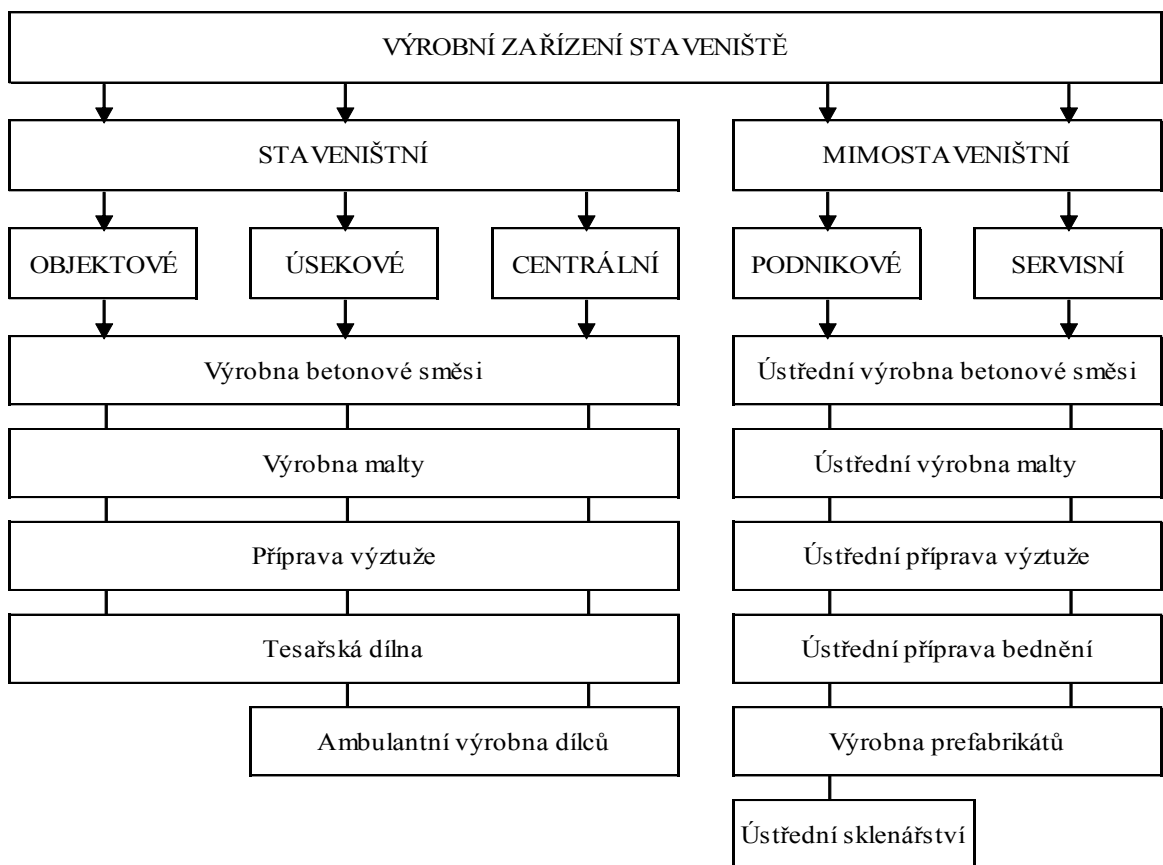 VÝROBNÍ ZAŘÍZENÍ STAVENIŠTĚ
STAVENIŠTNÍ
MIMOSTAVENIŠTNÍ
OBJEKTOVÉ
ÚSEKOVÉ
CENTRÁLNÍ
PODNIKOVÉ
SERVISNÍ
Výrobna betonové směsi
Ústřední výrobna betonové směsi
Výrobna malty
Ústřední výrobna malty
Příprava výztuže
Ústřední příprava výztuže
Tesařská dílna
Ústřední příprava bednění
Ambulantní výrobna dílců
Výrobna prefabrikátů
Ústřední sklenářství